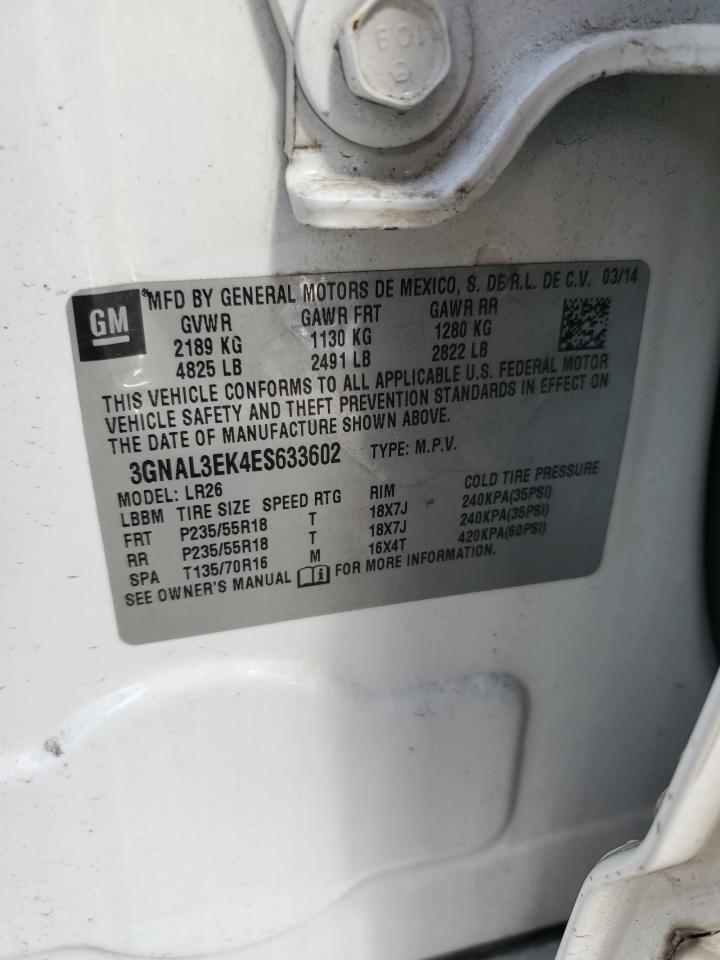 10.9
GM
MFD BY GENERAL MOTORS DE MEXICO, S. DE R.L. DE C.V. 03/14
GVWR GAWR FRT GAWR RR
2189 KG 1130 KG 1280 KG
4825 LB 2491 LB 2822 LB
THIS VEHICLE CONFORMS TO ALL APPLICABLE U.S. FEDERAL MOTOR
VEHICLE SAFETY AND THEFT PREVENTION STANDARDS IN EFFECT ON
THE DATE OF MANUFACTURE SHOWN ABOVE.
3GNAL3EK4ES633602 TYPE: M.P.V.
MODEL: LR26
LBBM TIRE SIZE SPEED RTG RIM COLD TIRE PRESSURE
FRT P235/55R18 T 18X7J 240KPA(35PSI)
RR P235/55R18 T 18X7J 240KPA(35PSI)
SPA T135/70R16 M 16X4T 420KPA(60PSI)
SEE OWNER'S MANUAL FOR MORE INFORMATION.